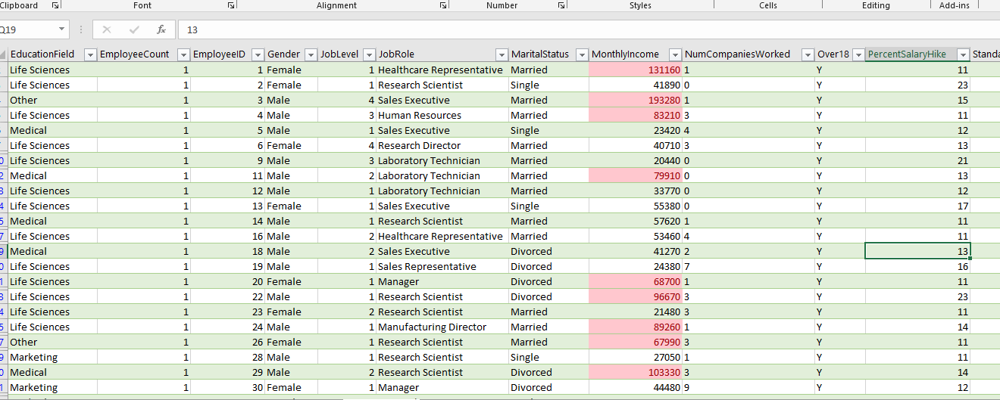 Clipboard Font Alignment Number Styles Cells Editing Add-ins
Q19 fx 13
EducationField EmployeeCount EmployeeID Gender JobLevel JobRole MaritalStatus MonthlyIncome NumCompaniesWorked Over18 PercentSalaryHike
Life Sciences 1 1 Female 1 Healthcare Representative Married 131160 1 Y 11
Life Sciences 1 2 Female 1 Research Scientist Single 41890 0 Y 23
Other 1 3 Male 4 Sales Executive Married 193280 1 Y 15
Life Sciences 1 4 Male 3 Human Resources Married 83210 3 Y 11
Medical 1 5 Male 1 Sales Executive Single 23420 4 Y 12
Life Sciences 1 6 Female 4 Research Director Married 40710 3 Y 13
Life Sciences 1 9 Male 3 Laboratory Technician Married 20440 0 Y 21
Medical 1 11 Male 2 Laboratory Technician Married 79910 0 Y 13
Life Sciences 1 12 Male 1 Laboratory Technician Married 33770 0 Y 12
Life Sciences 1 13 Female 1 Sales Executive Single 55380 0 Y 17
Medical 1 14 Male 1 Research Scientist Married 57620 1 Y 11
Life Sciences 1 16 Male 2 Healthcare Representative Married 53460 4 Y 11
Medical 1 18 Male 2 Sales Executive Divorced 41270 2 Y 13
Life Sciences 1 19 Male 1 Sales Representative Divorced 24380 7 Y 16
Life Sciences 1 20 Female 1 Manager Divorced 68700 1 Y 11
Life Sciences 1 22 Male 1 Research Scientist Divorced 96670 3 Y 23
Life Sciences 1 23 Female 2 Research Scientist Married 21480 3 Y 11
Life Sciences 1 24 Male 1 Manufacturing Director Married 89260 1 Y 14
Other 1 26 Female 1 Research Scientist Married 67990 3 Y 11
Marketing 1 28 Male 1 Research Scientist Single 27050 1 Y 11
Medical 1 29 Male 2 Research Scientist Divorced 103330 3 Y 14
Marketing 1 30 Female 1 Manager Divorced 44480 9 Y 12